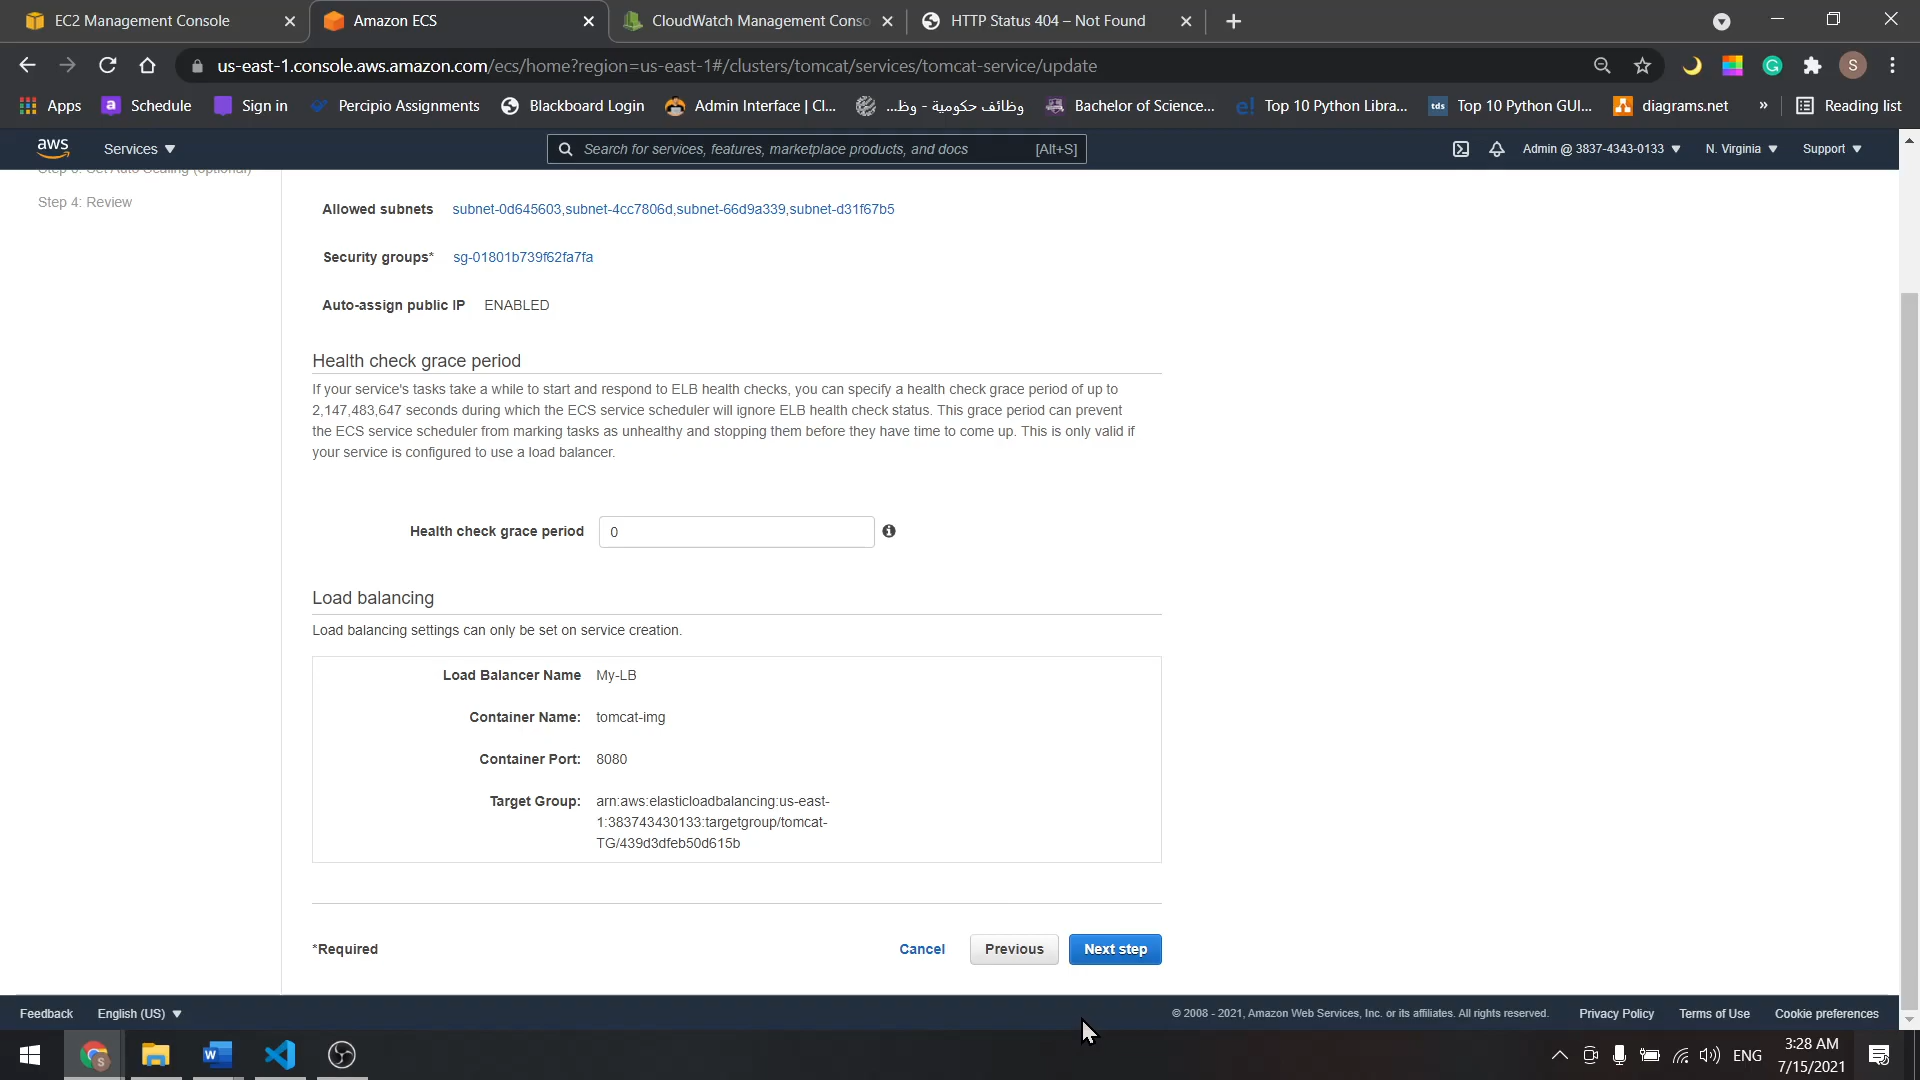 EC2 Management Console
Amazon ECS
CloudWatch Management Conso
HTTP Status 404 – Not Found
us-east-1.console.aws.amazon.com/ecs/home?region=us-east-1#/clusters/tomcat/services/tomcat-service/update
Apps
Schedule
Sign in
Percipio Assignments
Blackboard Login
Admin Interface | Cl...
وظائف حكومية - وظ...
Bachelor of Science...
Top 10 Python Libra...
Top 10 Python GUI...
diagrams.net
»
Reading list
aws
Services
Search for services, features, marketplace products, and docs
[Alt+S]
Admin @ 3837-4343-0133
N. Virginia
Support
Step 3: Set Auto Scaling (optional)
Step 4: Review
Allowed subnets subnet-0d645603,subnet-4cc7806d,subnet-66d9a339,subnet-d31f67b5
Security groups* sg-01801b739f62fa7fa
Auto-assign public IP ENABLED
Health check grace period
If your service's tasks take a while to start and respond to ELB health checks, you can specify a health check grace period of up to
2,147,483,647 seconds during which the ECS service scheduler will ignore ELB health check status. This grace period can prevent
the ECS service scheduler from marking tasks as unhealthy and stopping them before they have time to come up. This is only valid if
your service is configured to use a load balancer.
Health check grace period 0
Load balancing
Load balancing settings can only be set on service creation.
Load Balancer Name My-LB
Container Name: tomcat-img
Container Port: 8080
Target Group: arn:aws:elasticloadbalancing:us-east-
1:383743430133:targetgroup/tomcat-
TG/439d3dfeb50d615b
*Required
Cancel
Previous
Next step
Feedback
English (US)
© 2008 - 2021, Amazon Web Services, Inc. or its affiliates. All rights reserved.
Privacy Policy
Terms of Use
Cookie preferences
ENG
3:28 AM
7/15/2021